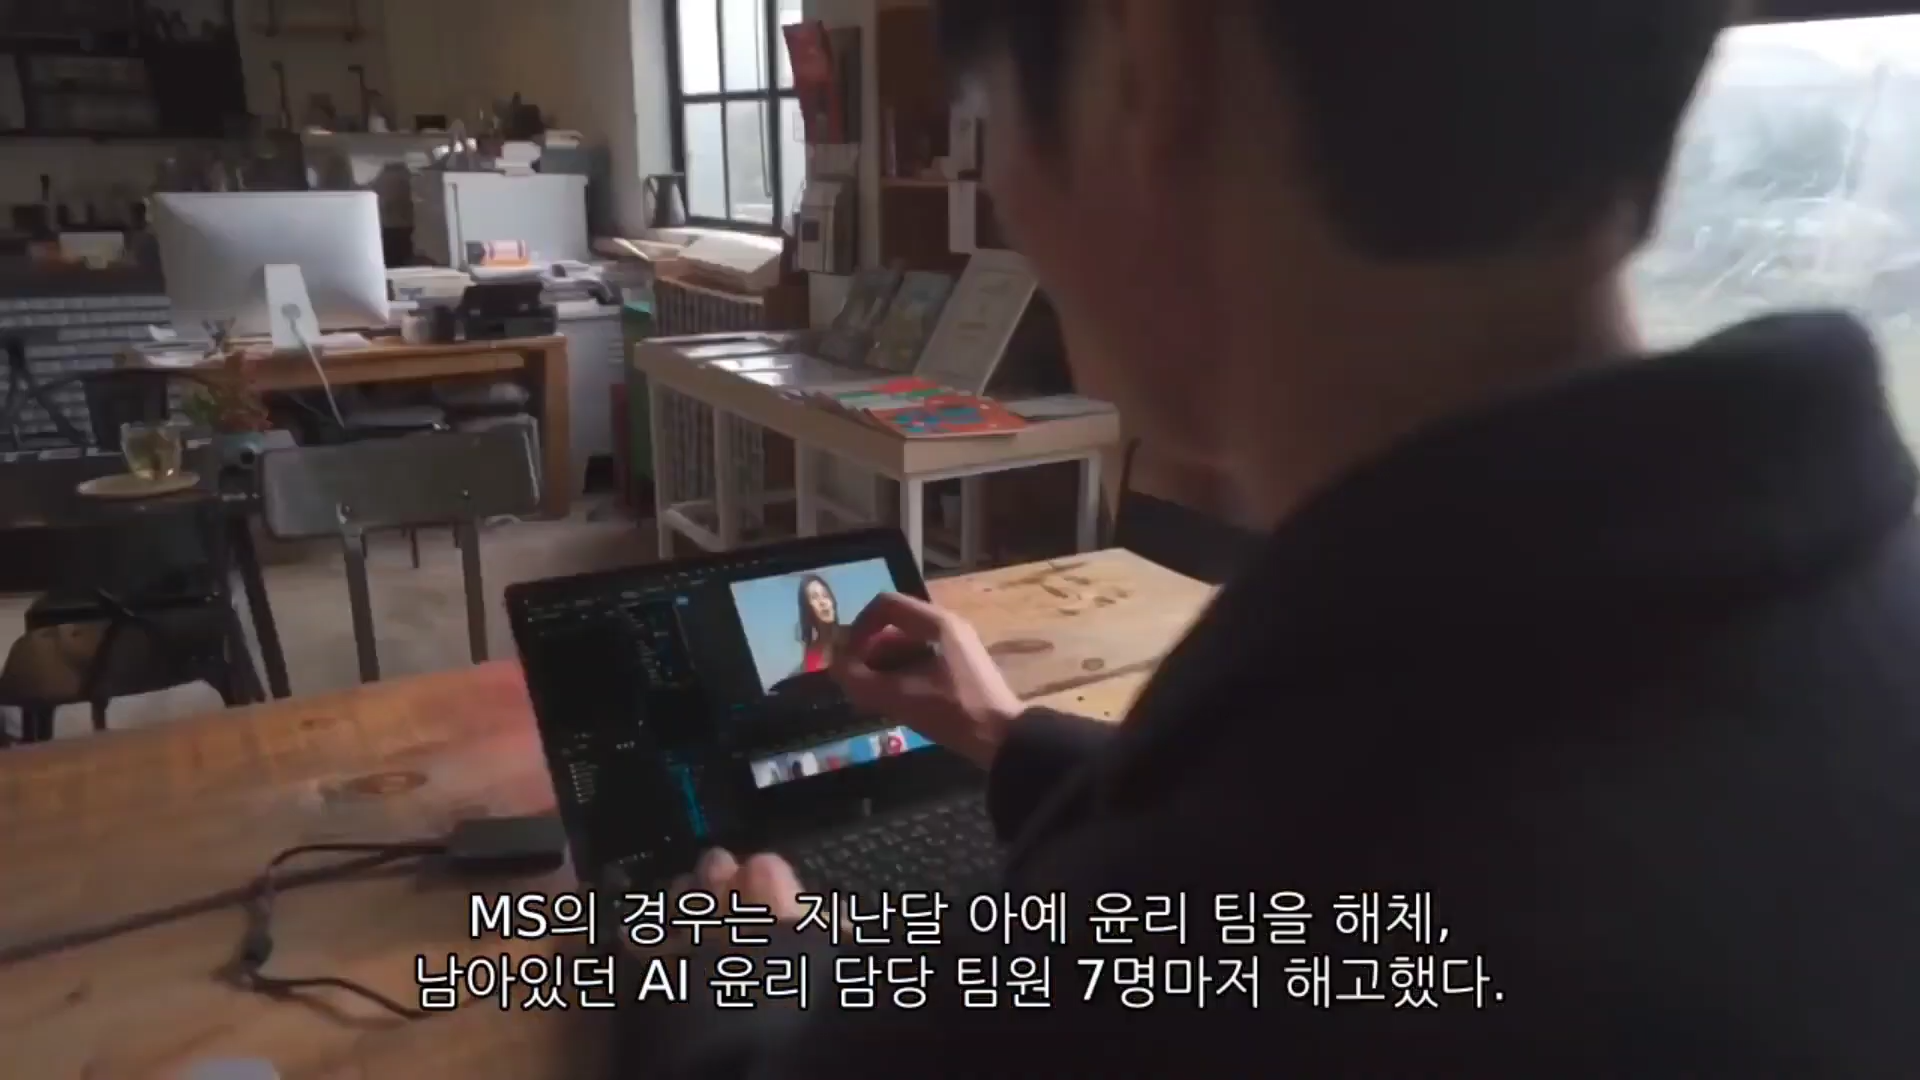 MS의 경우는 지난달 아예 윤리 팀을 해체,
남아있던 AI 윤리 담당 팀원 7명마저 해고했다.